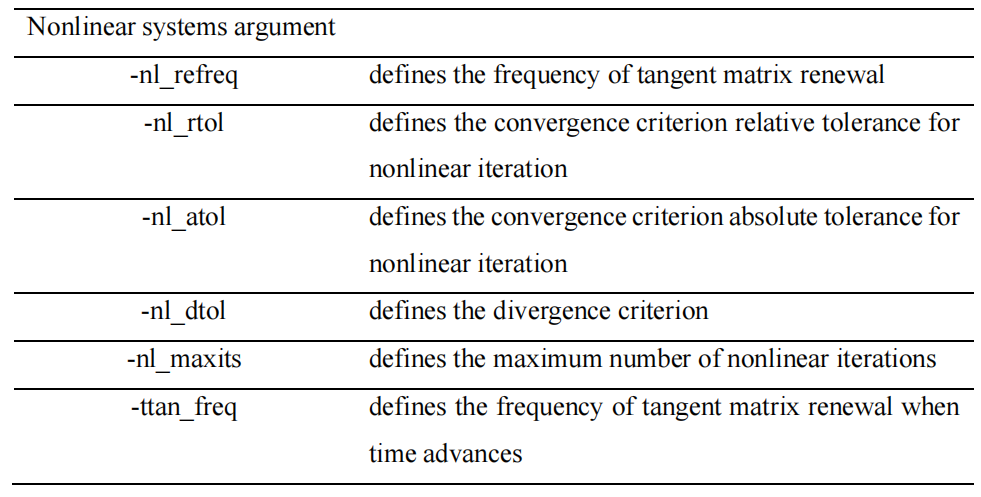 Nonlinear systems argument
-nl_refreq defines the frequency of tangent matrix renewal
-nl_rtol defines the convergence criterion relative tolerance for
nonlinear iteration
-nl_atol defines the convergence criterion absolute tolerance for
nonlinear iteration
-nl_dtol defines the divergence criterion
-nl_maxits defines the maximum number of nonlinear iterations
-ttan_freq defines the frequency of tangent matrix renewal when
time advances